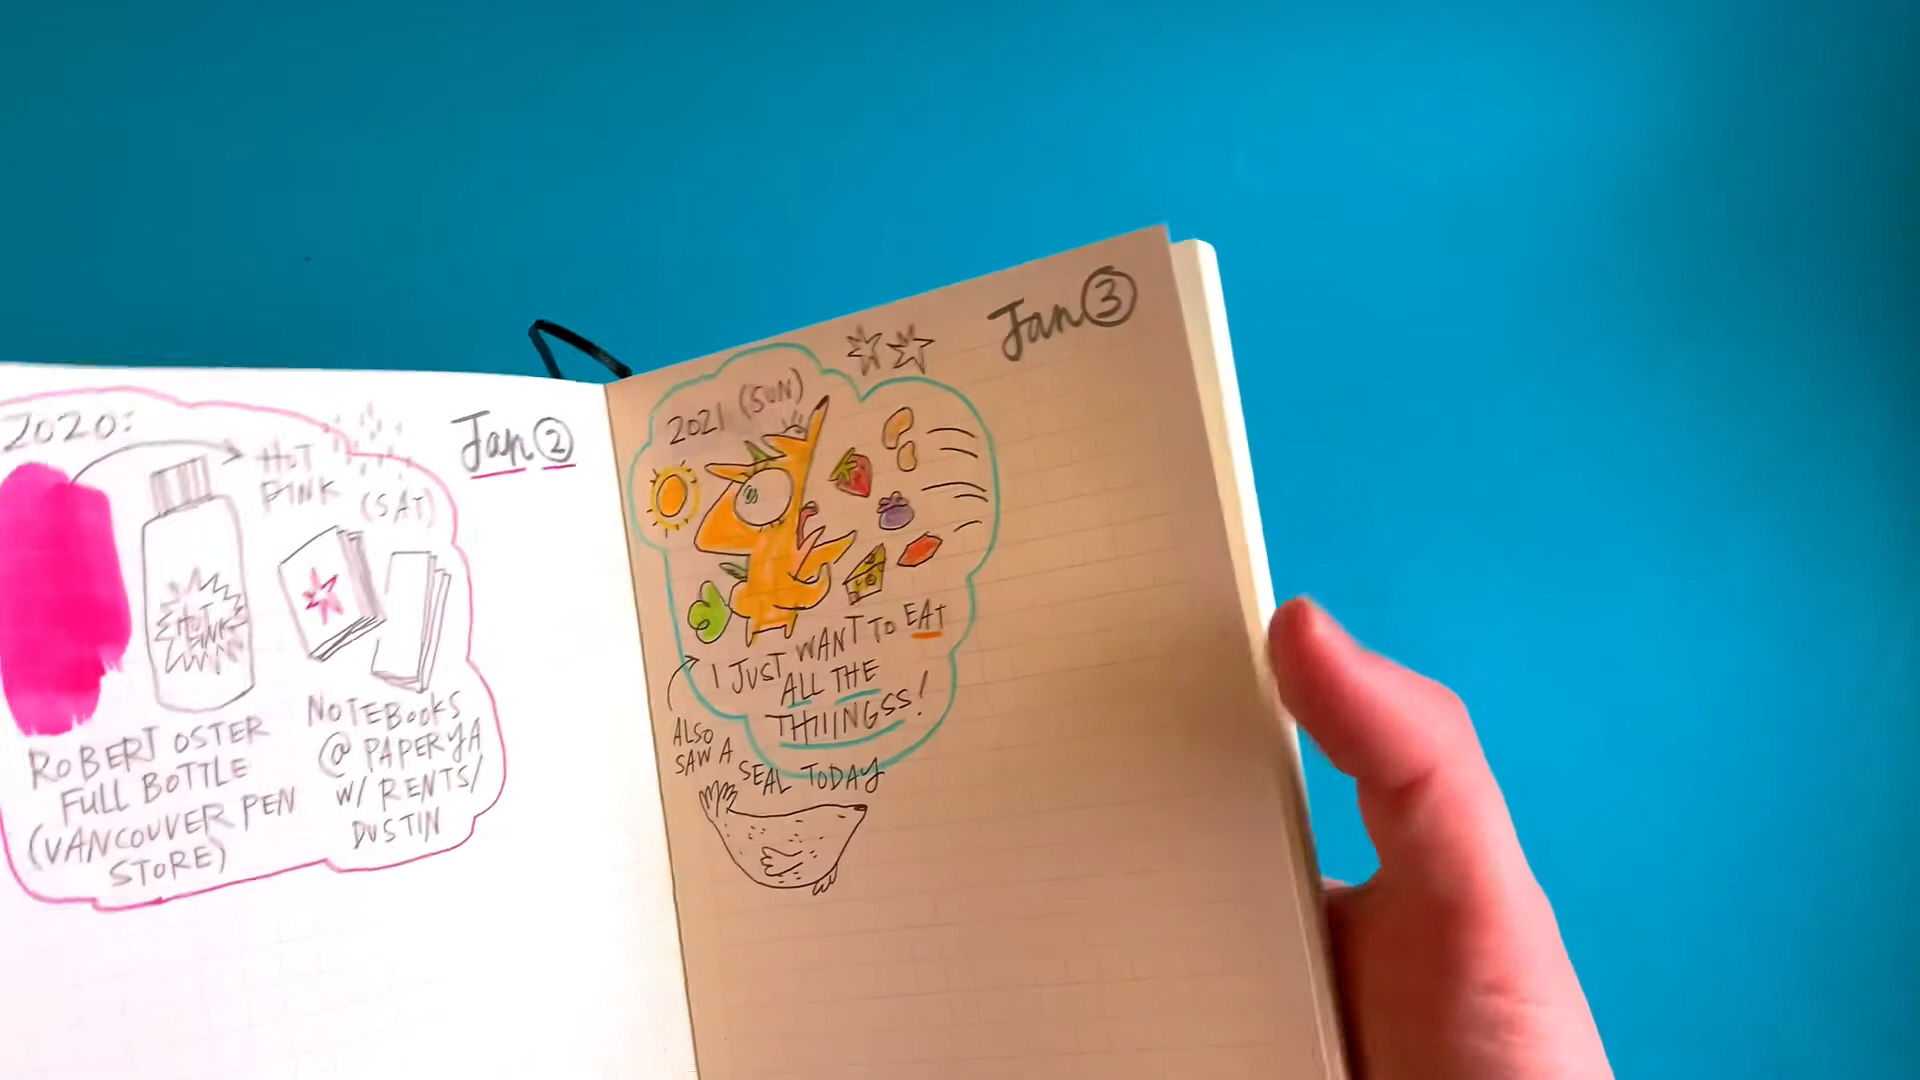 2020:
Jan ②
HOT
PINK
(SAT)
HOT
PINK
ROBERT OSTER
FULL BOTTLE
(VANCOUVER PEN
STORE)
NOTEBOOKS
@ PAPERYA
W/ RENTS/
DUSTIN
Jan ③
2021 (SUN)
I JUST WANT TO EAT
ALL THE
THIIINGSS!
ALSO
SAW A
SEAL TODAY